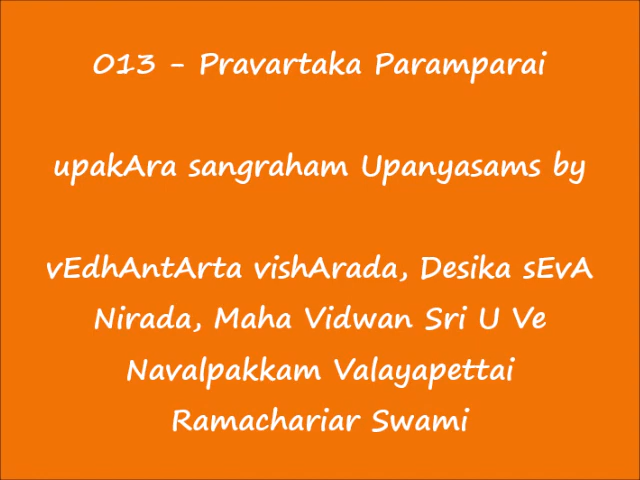 013 - Pravartaka Paramparai
upakAra sangraham Upanyasams by
vEdhAntArta vishArada, Desika sEvA
Nirada, Maha Vidwan Sri U Ve
Navalpakkam Valayapettai
Ramachariar Swami